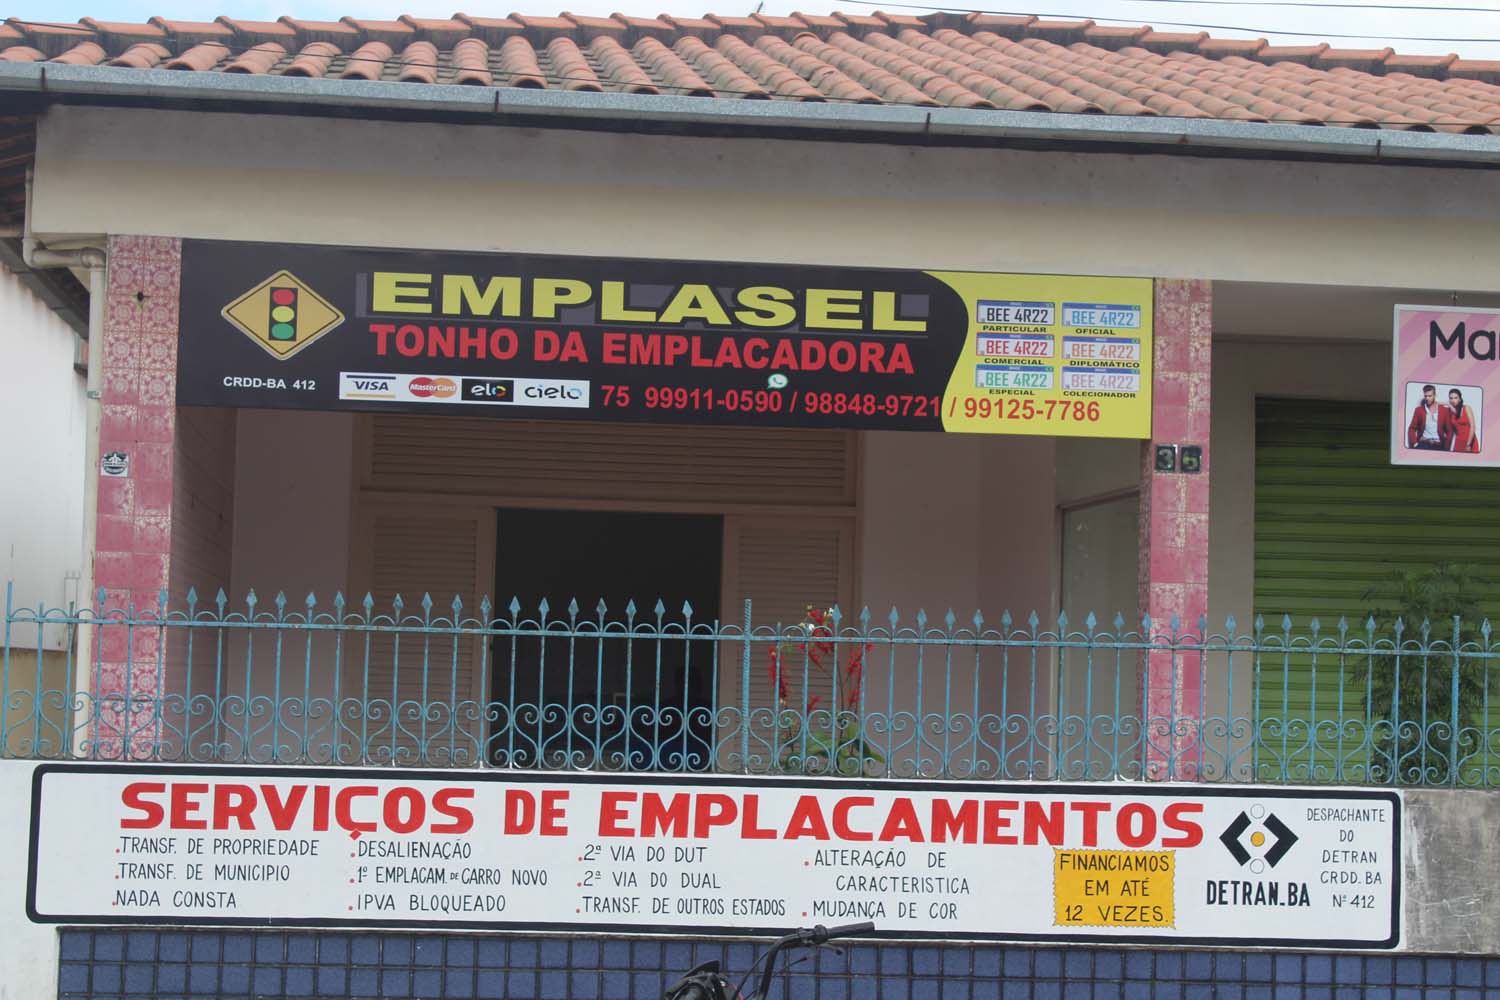 EMPLASEL
TONHO DA EMPLACADORA
CRDD-BA 412
VISA
MasterCard
elo
cielo
75 99911-0590 / 98848-9721 / 99125-7786
BEE 4R22
BEE 4R22
PARTICULAR
OFICIAL
BEE 4R22
BEE 4R22
COMERCIAL
DIPLOMÁTICO
BEE 4R22
BEE 4R22
ESPECIAL
COLECIONADOR
35
SERVIÇOS DE EMPLACAMENTOS
.TRANSF. DE PROPRIEDADE
.TRANSF. DE MUNICIPIO
.NADA CONSTA
.DESALIENAÇÃO
.1º EMPLACAM. DE CARRO NOVO
.IPVA BLOQUEADO
.2ª VIA DO DUT
.2ª VIA DO DUAL
.TRANSF. DE OUTROS ESTADOS
.ALTERAÇÃO DE
CARACTERISTICA
.MUDANÇA DE COR
FINANCIAMOS
EM ATÉ
12 VEZES.
DETRAN-BA
DESPACHANTE
DO
DETRAN
CRDD.BA
Nº 412